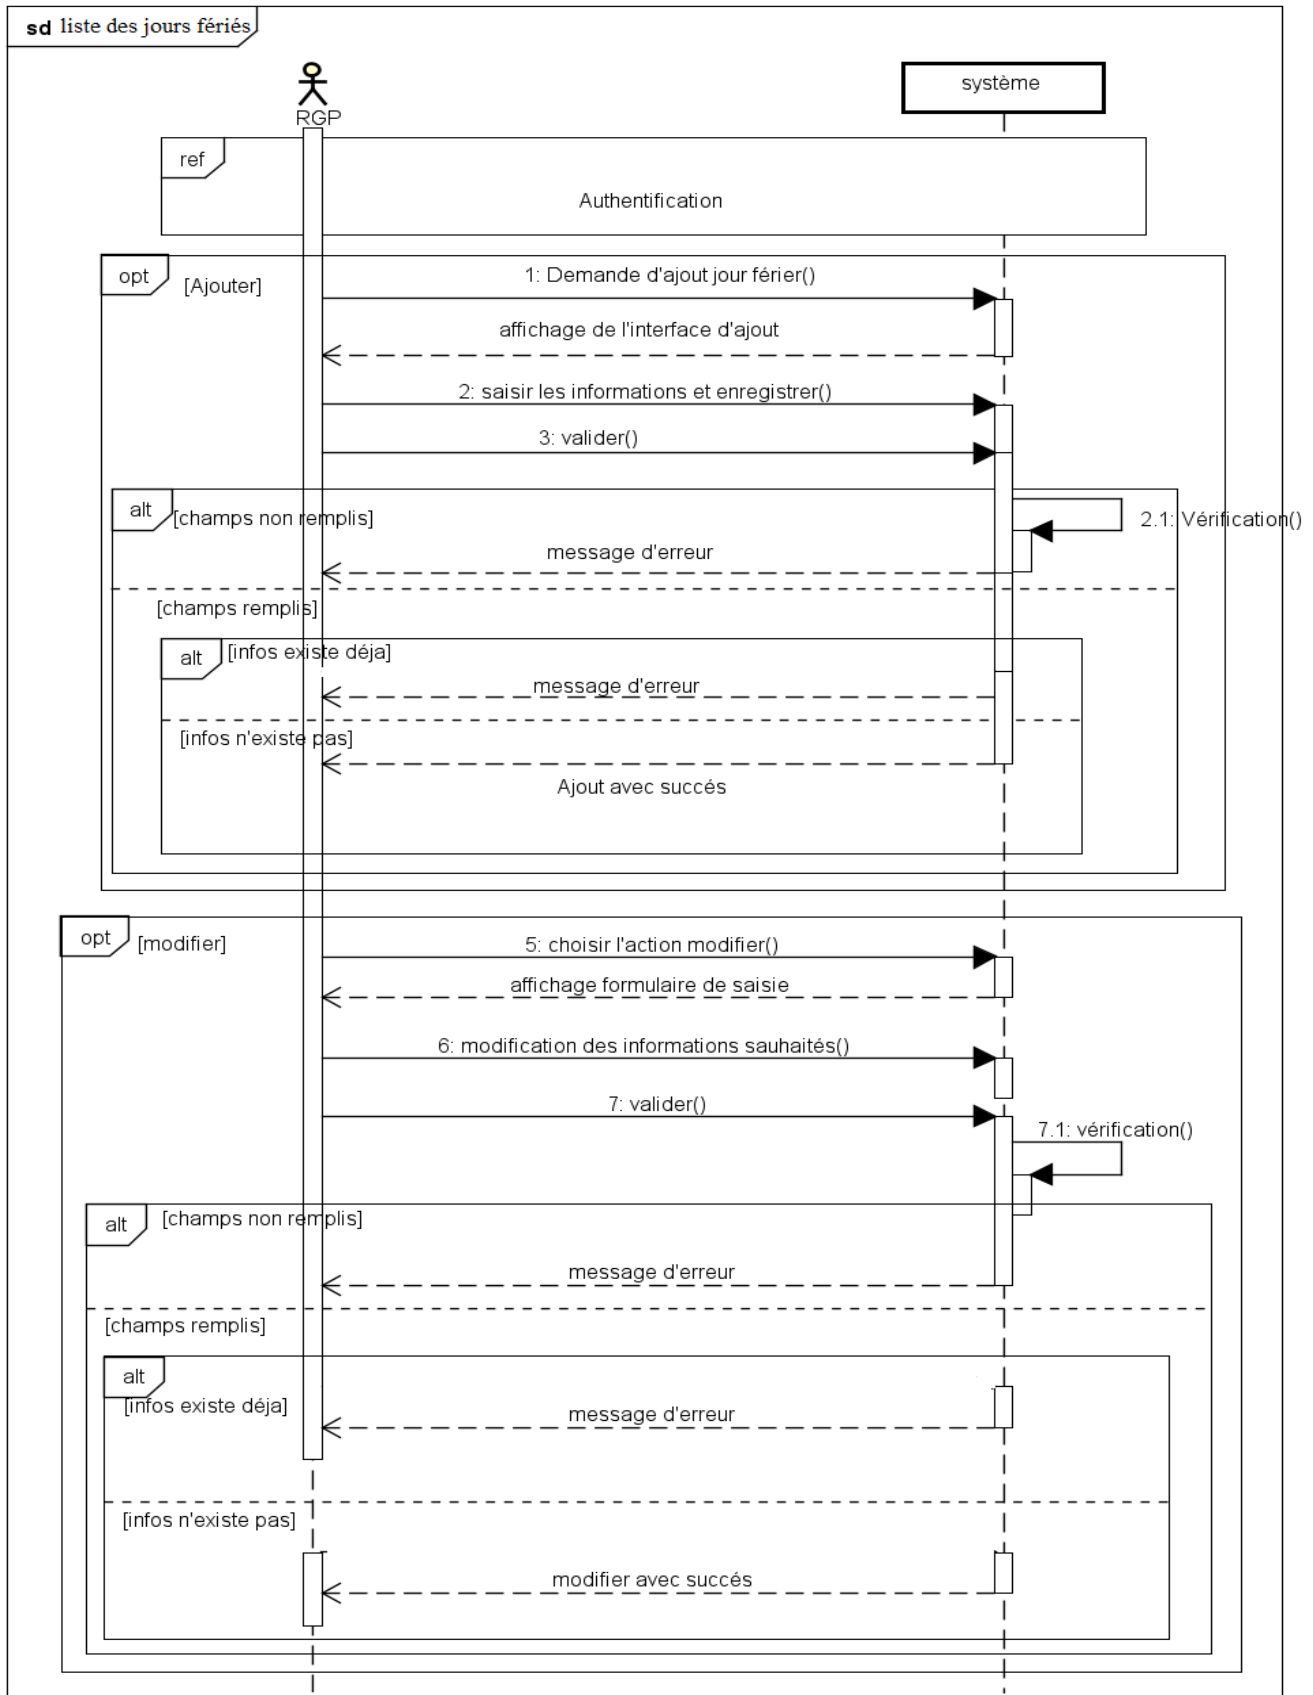 sd liste des jours fériés
RGP
système
ref
Authentification
opt
[Ajouter]
1: Demande d'ajout jour férier()
affichage de l'interface d'ajout
2: saisir les informations et enregistrer()
3: valider()
alt
[champs non remplis]
2.1: Vérification()
message d'erreur
[champs remplis]
alt
[infos existe déja]
message d'erreur
[infos n'existe pas]
Ajout avec succés
opt
[modifier]
5: choisir l'action modifier()
affichage formulaire de saisie
6: modification des informations sauhaités()
7: valider()
7.1: vérification()
alt
[champs non remplis]
message d'erreur
[champs remplis]
alt
[infos existe déja]
message d'erreur
[infos n'existe pas]
modifier avec succés